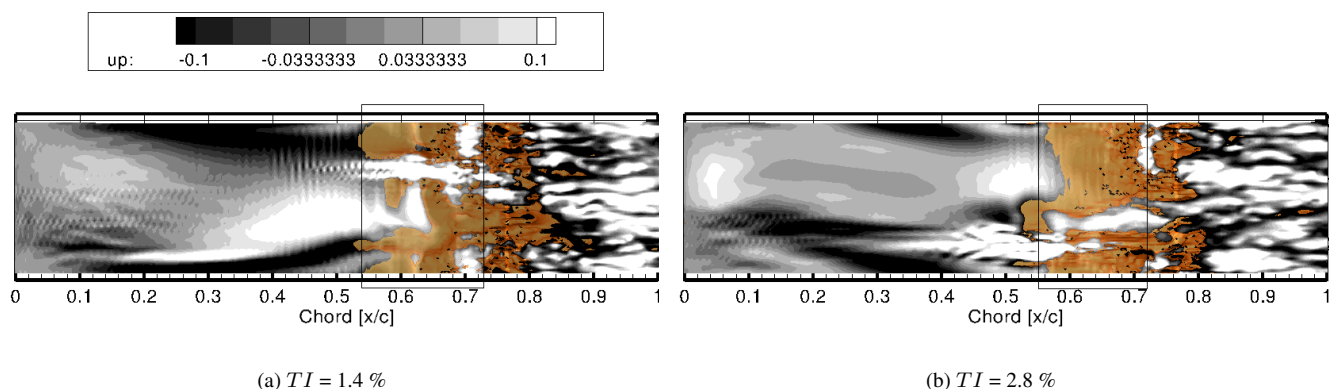 up: -0.1 -0.0333333 0.0333333 0.1
0 0.1 0.2 0.3 0.4 0.5 0.6 0.7 0.8 0.9 1
Chord [x/c]
0 0.1 0.2 0.3 0.4 0.5 0.6 0.7 0.8 0.9 1
Chord [x/c]
(a) TI = 1.4 %
(b) TI = 2.8 %